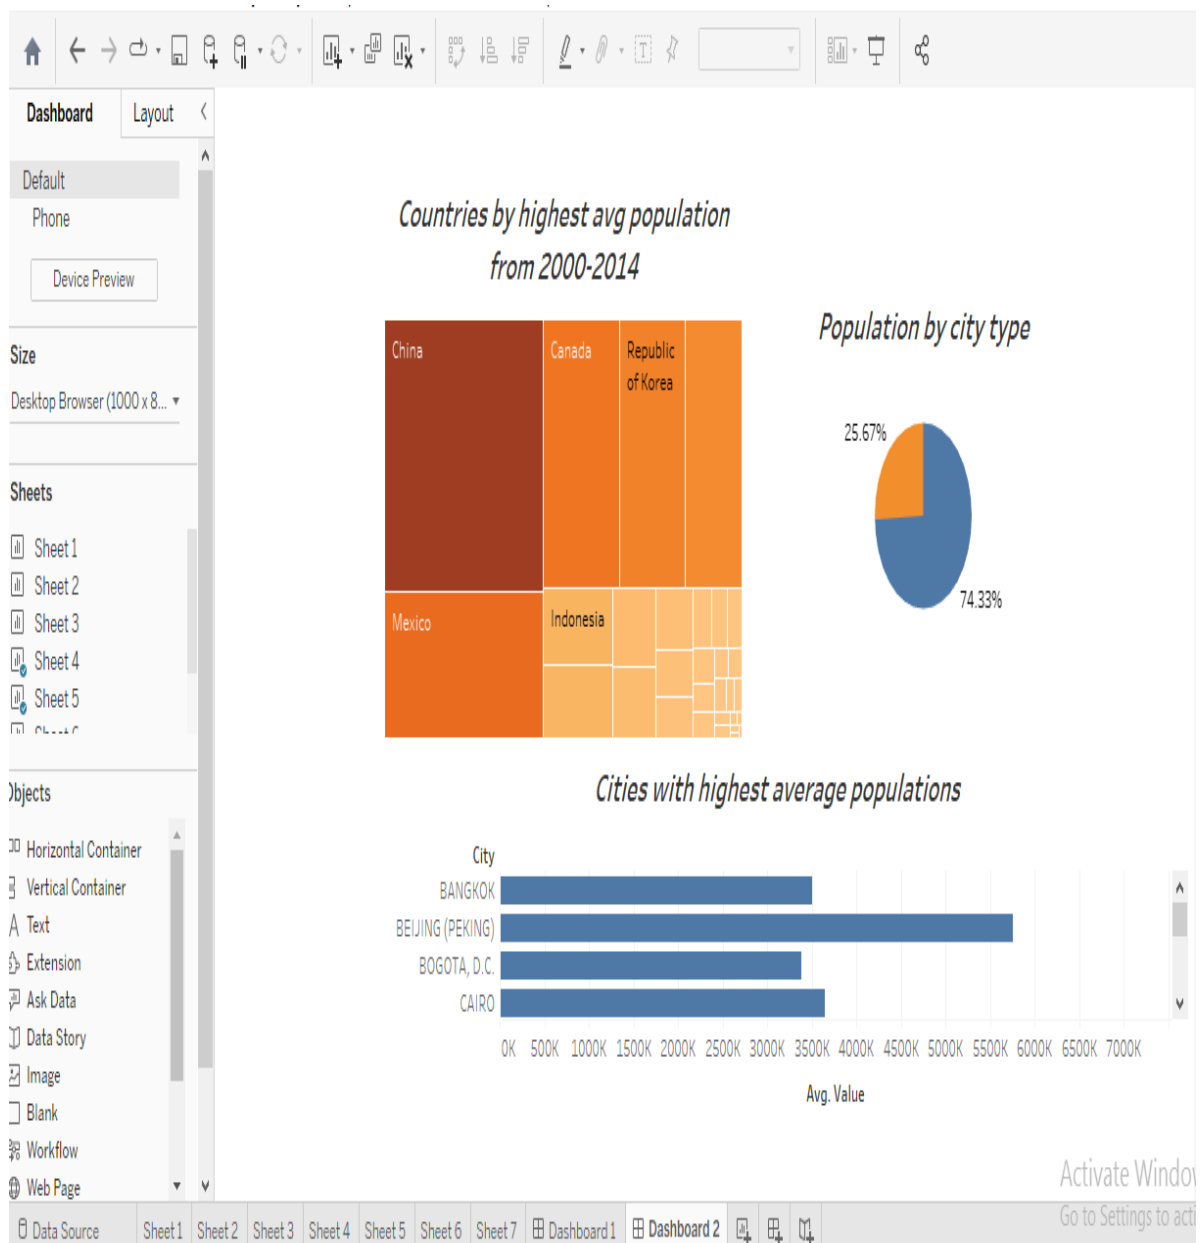 Dashboard
Layout
Default
Phone
Device Preview
Size
Desktop Browser (1000 x 8...
Sheets
Sheet 1
Sheet 2
Sheet 3
Sheet 4
Sheet 5
Objects
Horizontal Container
Vertical Container
Text
Extension
Ask Data
Data Story
Image
Blank
Workflow
Web Page
Countries by highest avg population
from 2000-2014
China
Canada
Republic
of Korea
Mexico
Indonesia
Population by city type
25.67%
74.33%
Cities with highest average populations
City
BANGKOK
BEIJING (PEKING)
BOGOTA, D.C.
CAIRO
0K 500K 1000K 1500K 2000K 2500K 3000K 3500K 4000K 4500K 5000K 5500K 6000K 6500K 7000K
Avg. Value
Activate Window
Go to Settings to acti
Data Source Sheet 1 Sheet 2 Sheet 3 Sheet 4 Sheet 5 Sheet 6 Sheet 7 Dashboard 1 Dashboard 2